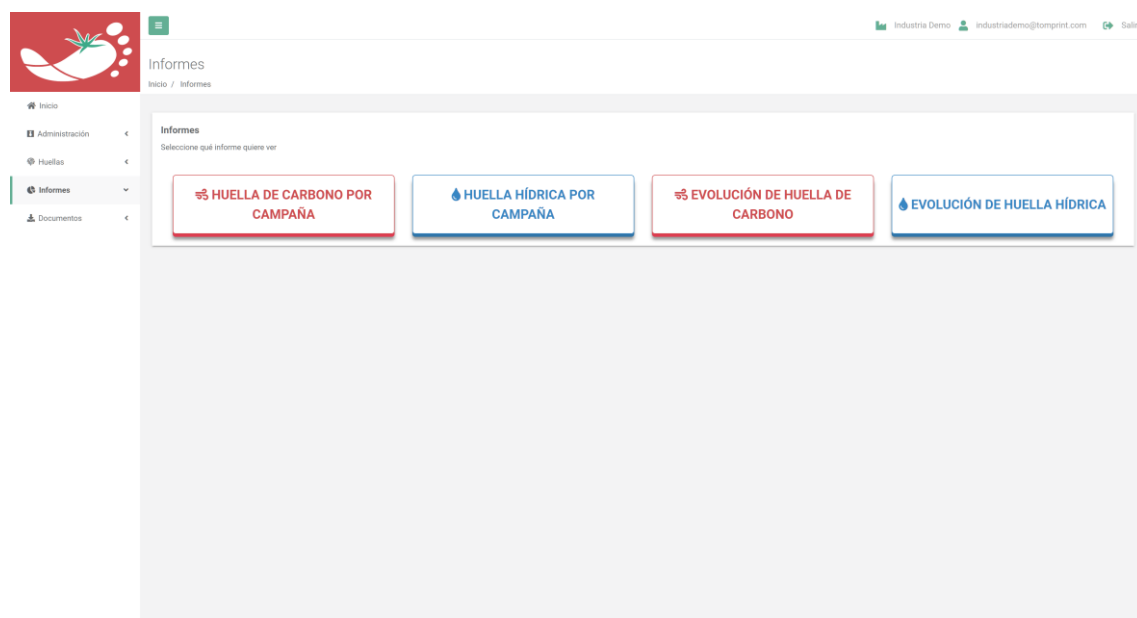 Industria Demo industriademo@tomprint.com Salir
Informes
Inicio / Informes
Inicio
Administración
Huellas
Informes
Documentos
Informes
Seleccione qué informe quiere ver
HUELLA DE CARBONO POR
CAMPAÑA
HUELLA HÍDRICA POR
CAMPAÑA
EVOLUCIÓN DE HUELLA DE
CARBONO
EVOLUCIÓN DE HUELLA HÍDRICA